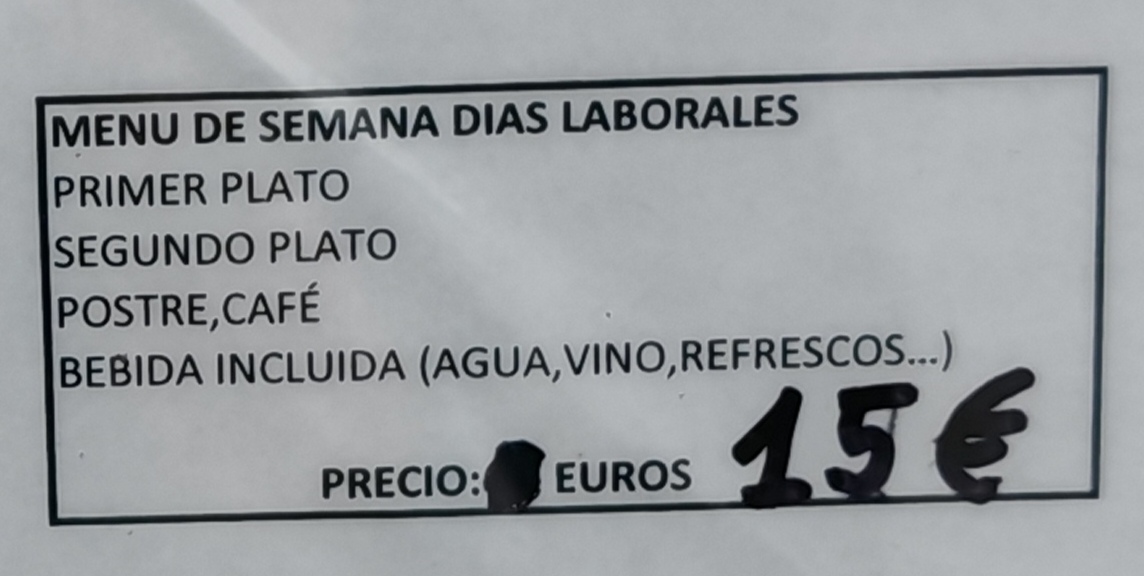 MENU DE SEMANA DIAS LABORALES
PRIMER PLATO
SEGUNDO PLATO
POSTRE,CAFÉ
BEBIDA INCLUIDA (AGUA,VINO,REFRESCOS...)
PRECIO: EUROS 15€